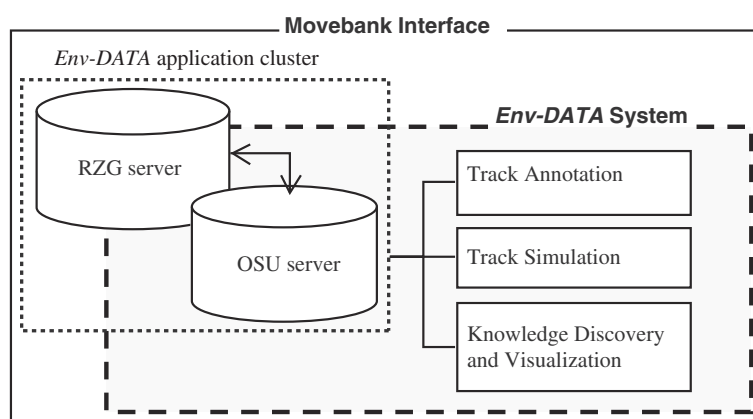 Movebank Interface
Env-DATA application cluster
Env-DATA System
RZG server
OSU server
Track Annotation
Track Simulation
Knowledge Discovery
and Visualization